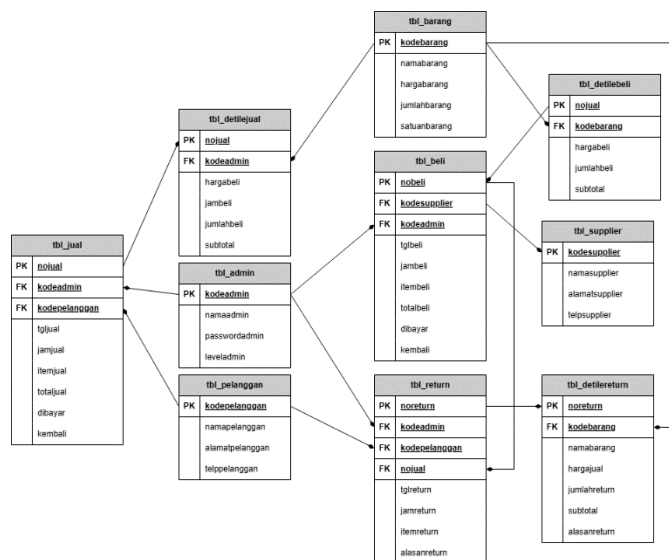 tbl_barang
PK kodebarang
namabarang
hargabarang
jumlahbarang
satuanbarang
tbl_detilebeli
PK nojual
FK kodebarang
hargabeli
jumlahbeli
subtotal
tbl_detilejual
PK nojual
FK kodeadmin
hargabeli
jambeli
jumlahbeli
subtotal
tbl_beli
PK nobeli
FK kodesupplier
FK kodeadmin
tglbeli
jambeli
itembeli
totalbeli
dibayar
kembali
tbl_supplier
PK kodesupplier
namasupplier
alamatsupplier
telpsupplier
tbl_jual
PK nojual
FK kodeadmin
FK kodepelanggan
tgljual
jamjual
itemjual
totaljual
dibayar
kembali
tbl_admin
PK kodeadmin
namaadmin
passwordadmin
leveladmin
tbl_pelanggan
PK kodepelanggan
namapelanggan
alamatpelanggan
telppelanggan
tbl_return
PK noreturn
FK kodeadmin
FK kodepelanggan
FK nojual
tglreturn
jamreturn
itemreturn
alasanreturn
tbl_detilereturn
PK noreturn
FK kodebarang
namabarang
hargajual
jumlahreturn
subtotal
alasanreturn